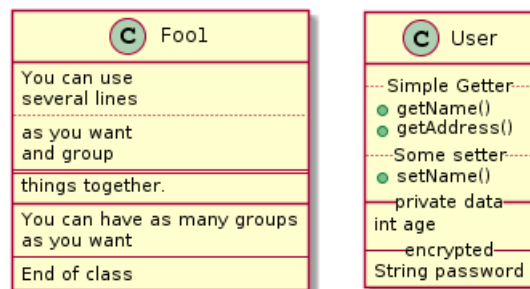 C Foo1
You can use
several lines
as you want
and group
things together.
You can have as many groups
as you want
End of class
C User
Simple Getter
getName()
getAddress()
Some setter
setName()
private data
int age
encrypted
String password